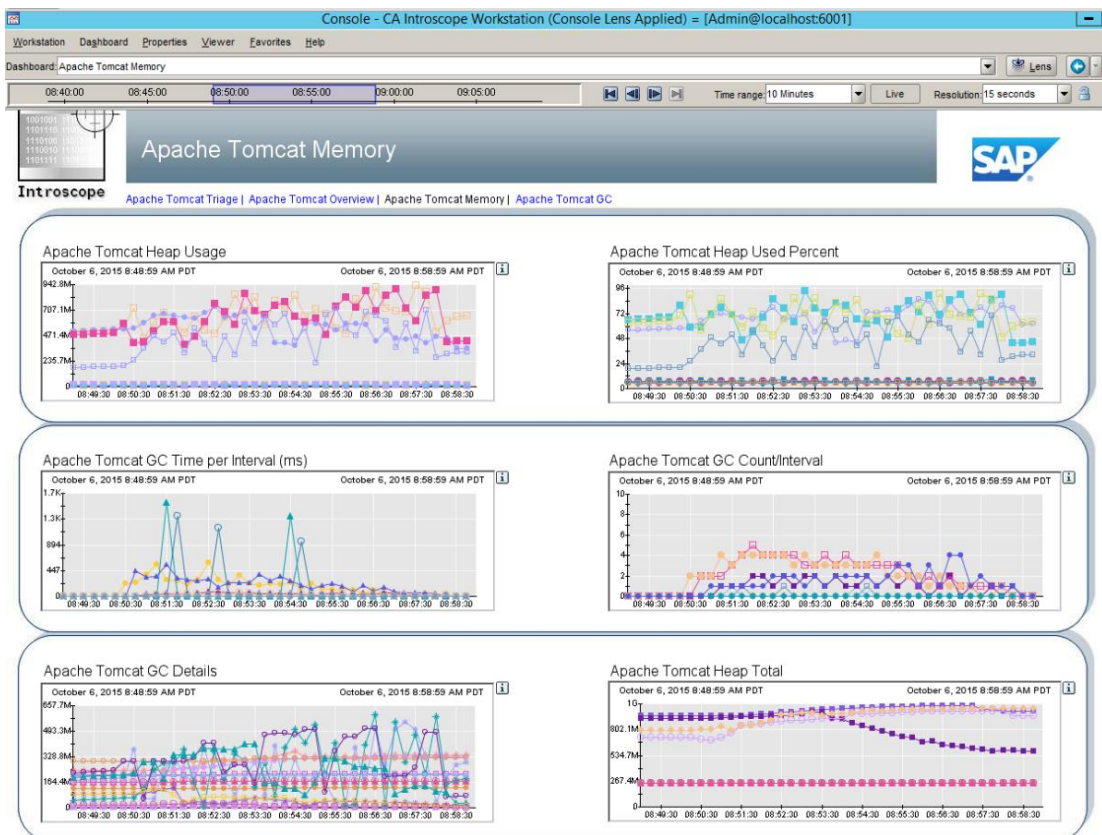 Console - CA Introscope Workstation (Console Lens Applied) = [Admin@localhost:6001]
Workstation Dashboard Properties Viewer Favorites Help
Dashboard: Apache Tomcat Memory Lens
08:40:00 08:45:00 08:50:00 08:55:00 09:00:00 09:05:00 Time range: 10 Minutes Live Resolution: 15 seconds
Apache Tomcat Memory
SAP
Introscope
Apache Tomcat Triage | Apache Tomcat Overview | Apache Tomcat Memory | Apache Tomcat GC
Apache Tomcat Heap Usage
October 6, 2015 8:48:59 AM PDT October 6, 2015 8:58:59 AM PDT
942.8M
707.1M
471.4M
235.7M
0
08:49:30 08:50:30 08:51:30 08:52:30 08:53:30 08:54:30 08:55:30 08:56:30 08:57:30 08:58:30
Apache Tomcat Heap Used Percent
October 6, 2015 8:48:59 AM PDT October 6, 2015 8:58:59 AM PDT
96
72
48
24
0
08:49:30 08:50:30 08:51:30 08:52:30 08:53:30 08:54:30 08:55:30 08:56:30 08:57:30 08:58:30
Apache Tomcat GC Time per Interval (ms)
October 6, 2015 8:48:59 AM PDT October 6, 2015 8:58:59 AM PDT
1.7K
1.3K
894
447
0
08:49:30 08:50:30 08:51:30 08:52:30 08:53:30 08:54:30 08:55:30 08:56:30 08:57:30 08:58:30
Apache Tomcat GC Count/Interval
October 6, 2015 8:48:59 AM PDT October 6, 2015 8:58:59 AM PDT
10
8
6
4
2
0
08:49:30 08:50:30 08:51:30 08:52:30 08:53:30 08:54:30 08:55:30 08:56:30 08:57:30 08:58:30
Apache Tomcat GC Details
October 6, 2015 8:48:59 AM PDT October 6, 2015 8:58:59 AM PDT
657.7M
493.3M
328.8M
164.4M
0
08:49:30 08:50:30 08:51:30 08:52:30 08:53:30 08:54:30 08:55:30 08:56:30 08:57:30 08:58:30
Apache Tomcat Heap Total
October 6, 2015 8:48:59 AM PDT October 6, 2015 8:58:59 AM PDT
1G
802.1M
534.7M
267.4M
0
08:49:30 08:50:30 08:51:30 08:52:30 08:53:30 08:54:30 08:55:30 08:56:30 08:57:30 08:58:30